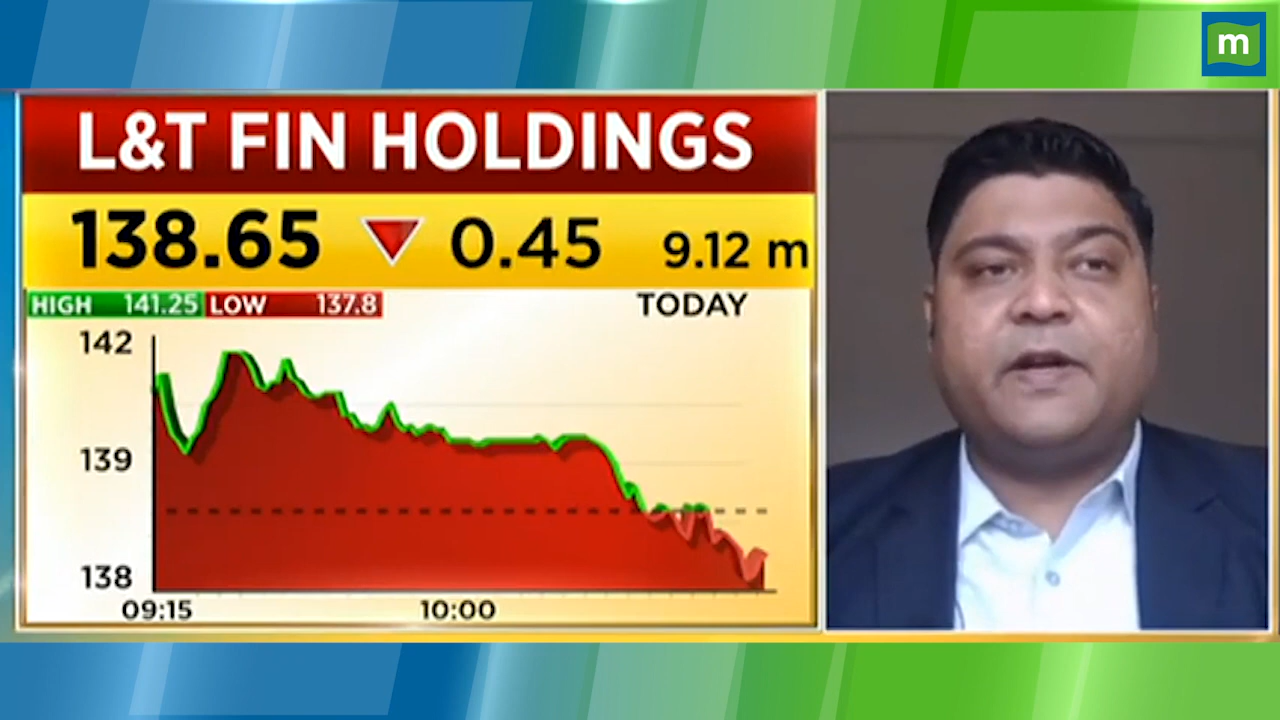 m
L&T FIN HOLDINGS
138.65 ▼ 0.45 9.12 m
HIGH 141.25 LOW 137.8 TODAY
142
139
138
09:15 10:00